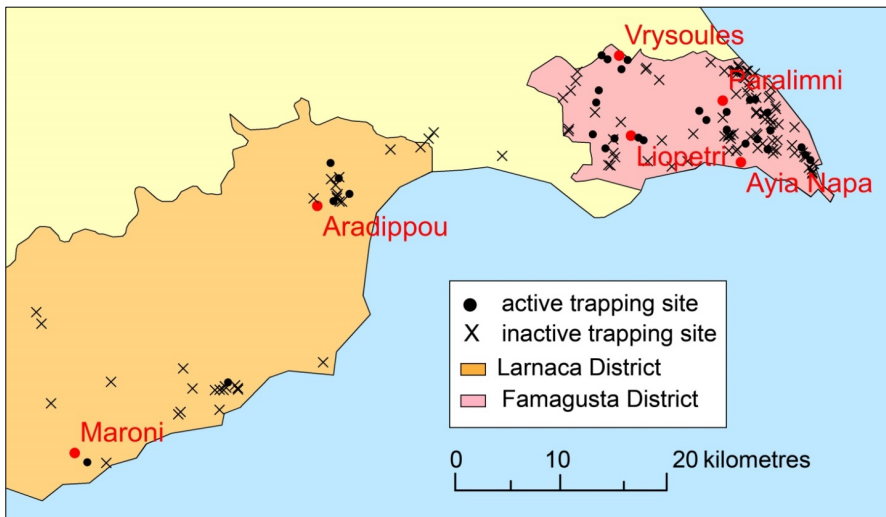 Vrysoules
Paralimni
Liopetri
Ayia Napa
Aradippou
● active trapping site
X inactive trapping site
Larnaca District
Famagusta District
Maroni
0 10 20 kilometres